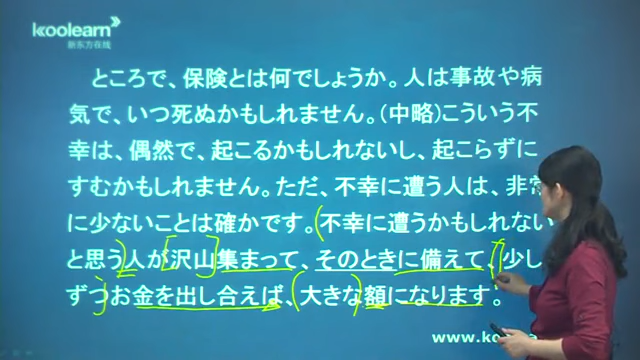 koolearn
新东方在线
ところで、保険とは何でしょうか。人は事故や病
気で、いつ死ぬかもしれません。(中略)こういう不
幸は、偶然で、起こるかもしれないし、起こらずに
すむかもしれません。ただ、不幸に遭う人は、非常
に少ないことは確かです。(不幸に遭うかもしれない
と思う)人が[沢山]集まって、そのときに備えて、[少し
ずつ)お金を出し合えば、(大きな)額になります。
www.koolea